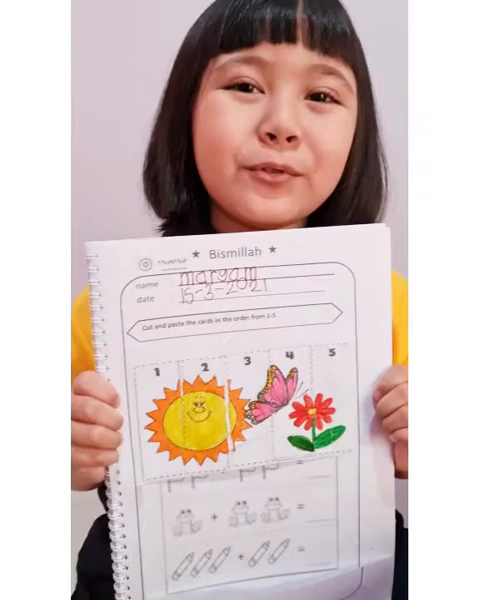 ★ Bismillah ★
name maryam
date 15-3-2021
Cut and paste the cards in the order from 1-5
1 2 3 4 5
+ =
+ =